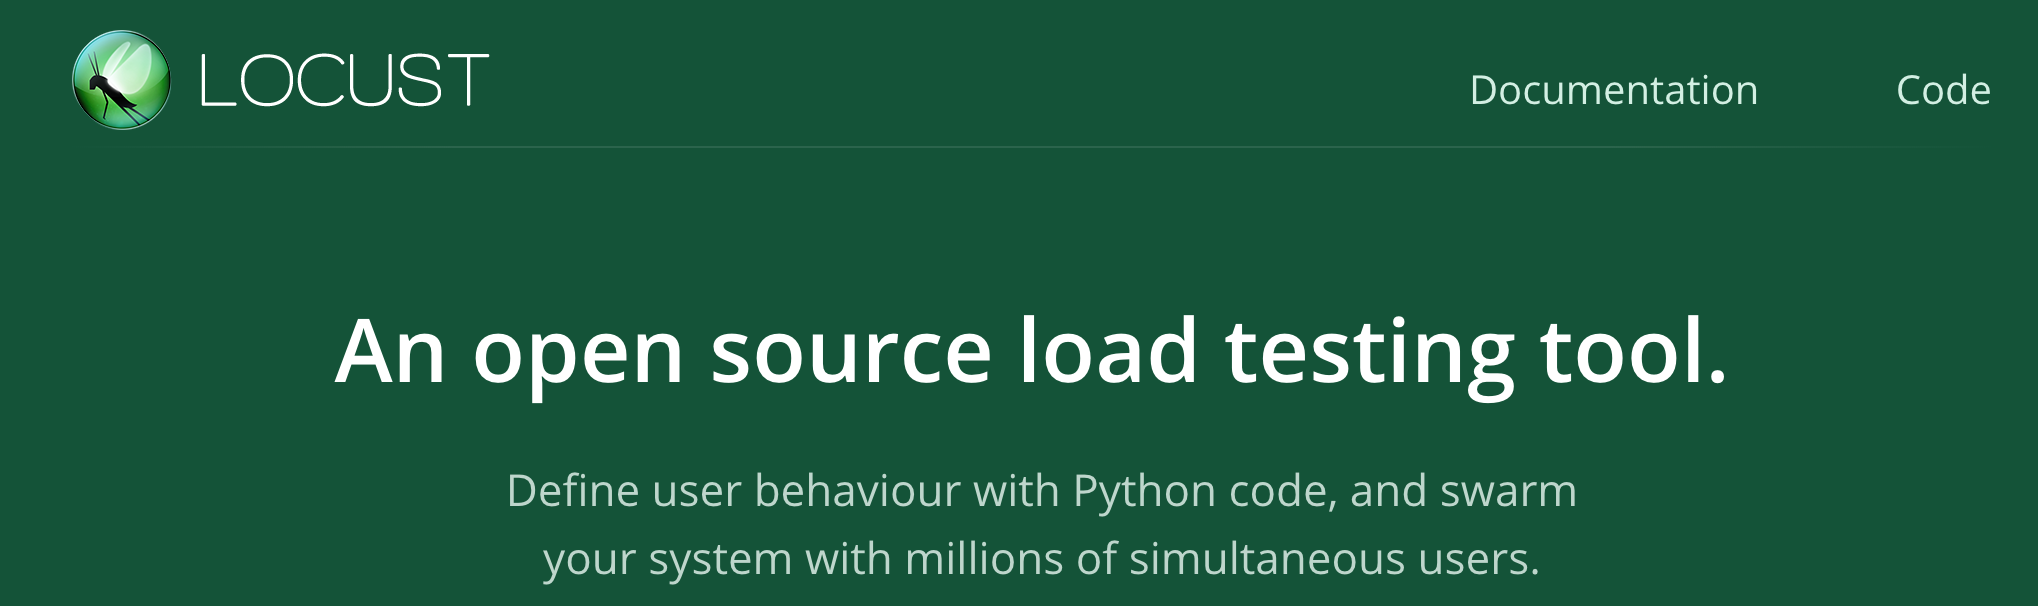 LOCUST
Documentation
Code
An open source load testing tool.
Define user behaviour with Python code, and swarm
your system with millions of simultaneous users.